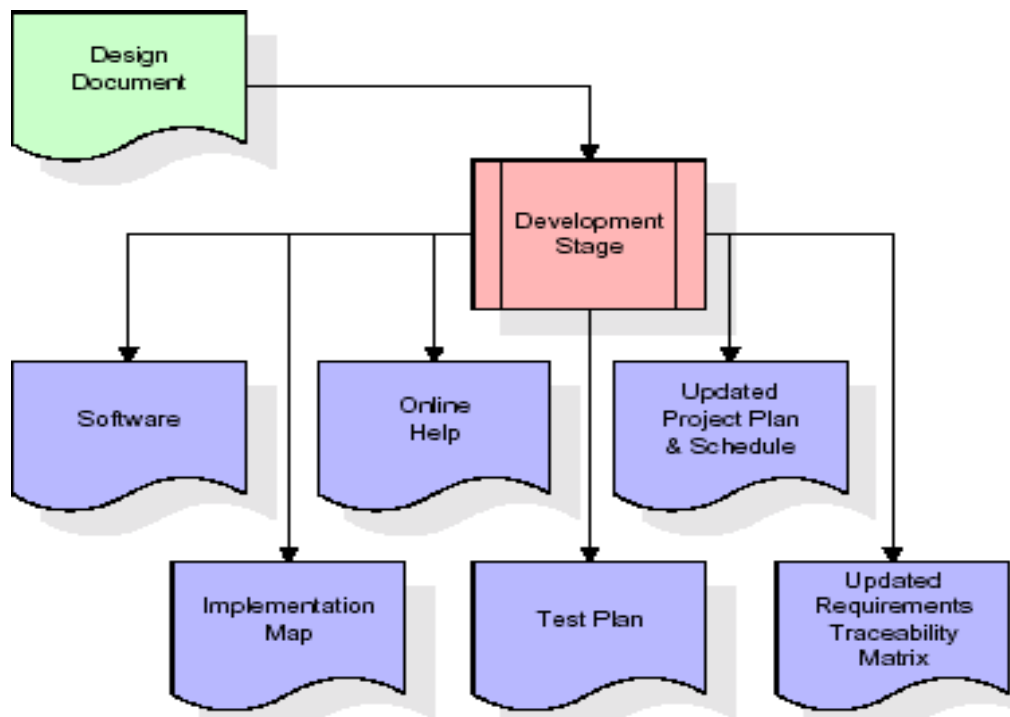 Design
Document
Development
Stage
Software
Online
Help
Updated
Project Plan
& Schedule
Implementation
Map
Test Plan
Updated
Requirements
Traceability
Matrix